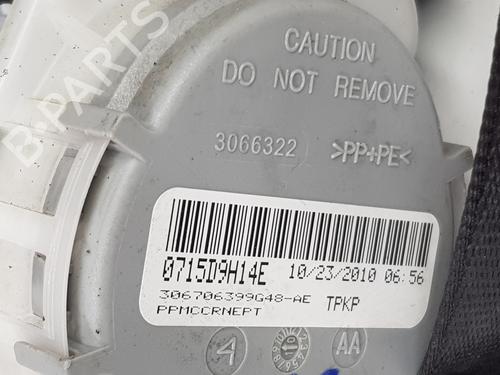 CAUTION
DO NOT REMOVE
3066322 >PP+PE<
0715D9H14E 10/23/2010 06:56
306706399G48-AE TPKP
PPMCCRNEPT
4 AA
B-PARTS